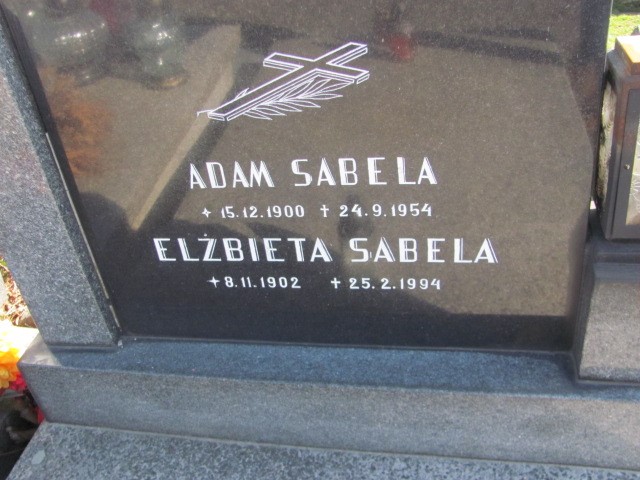 ADAM SABELA
✶ 15.12.1900 † 24.9.1954
ELŻBIETA SABELA
✶ 8.11.1902 † 25.2.1994